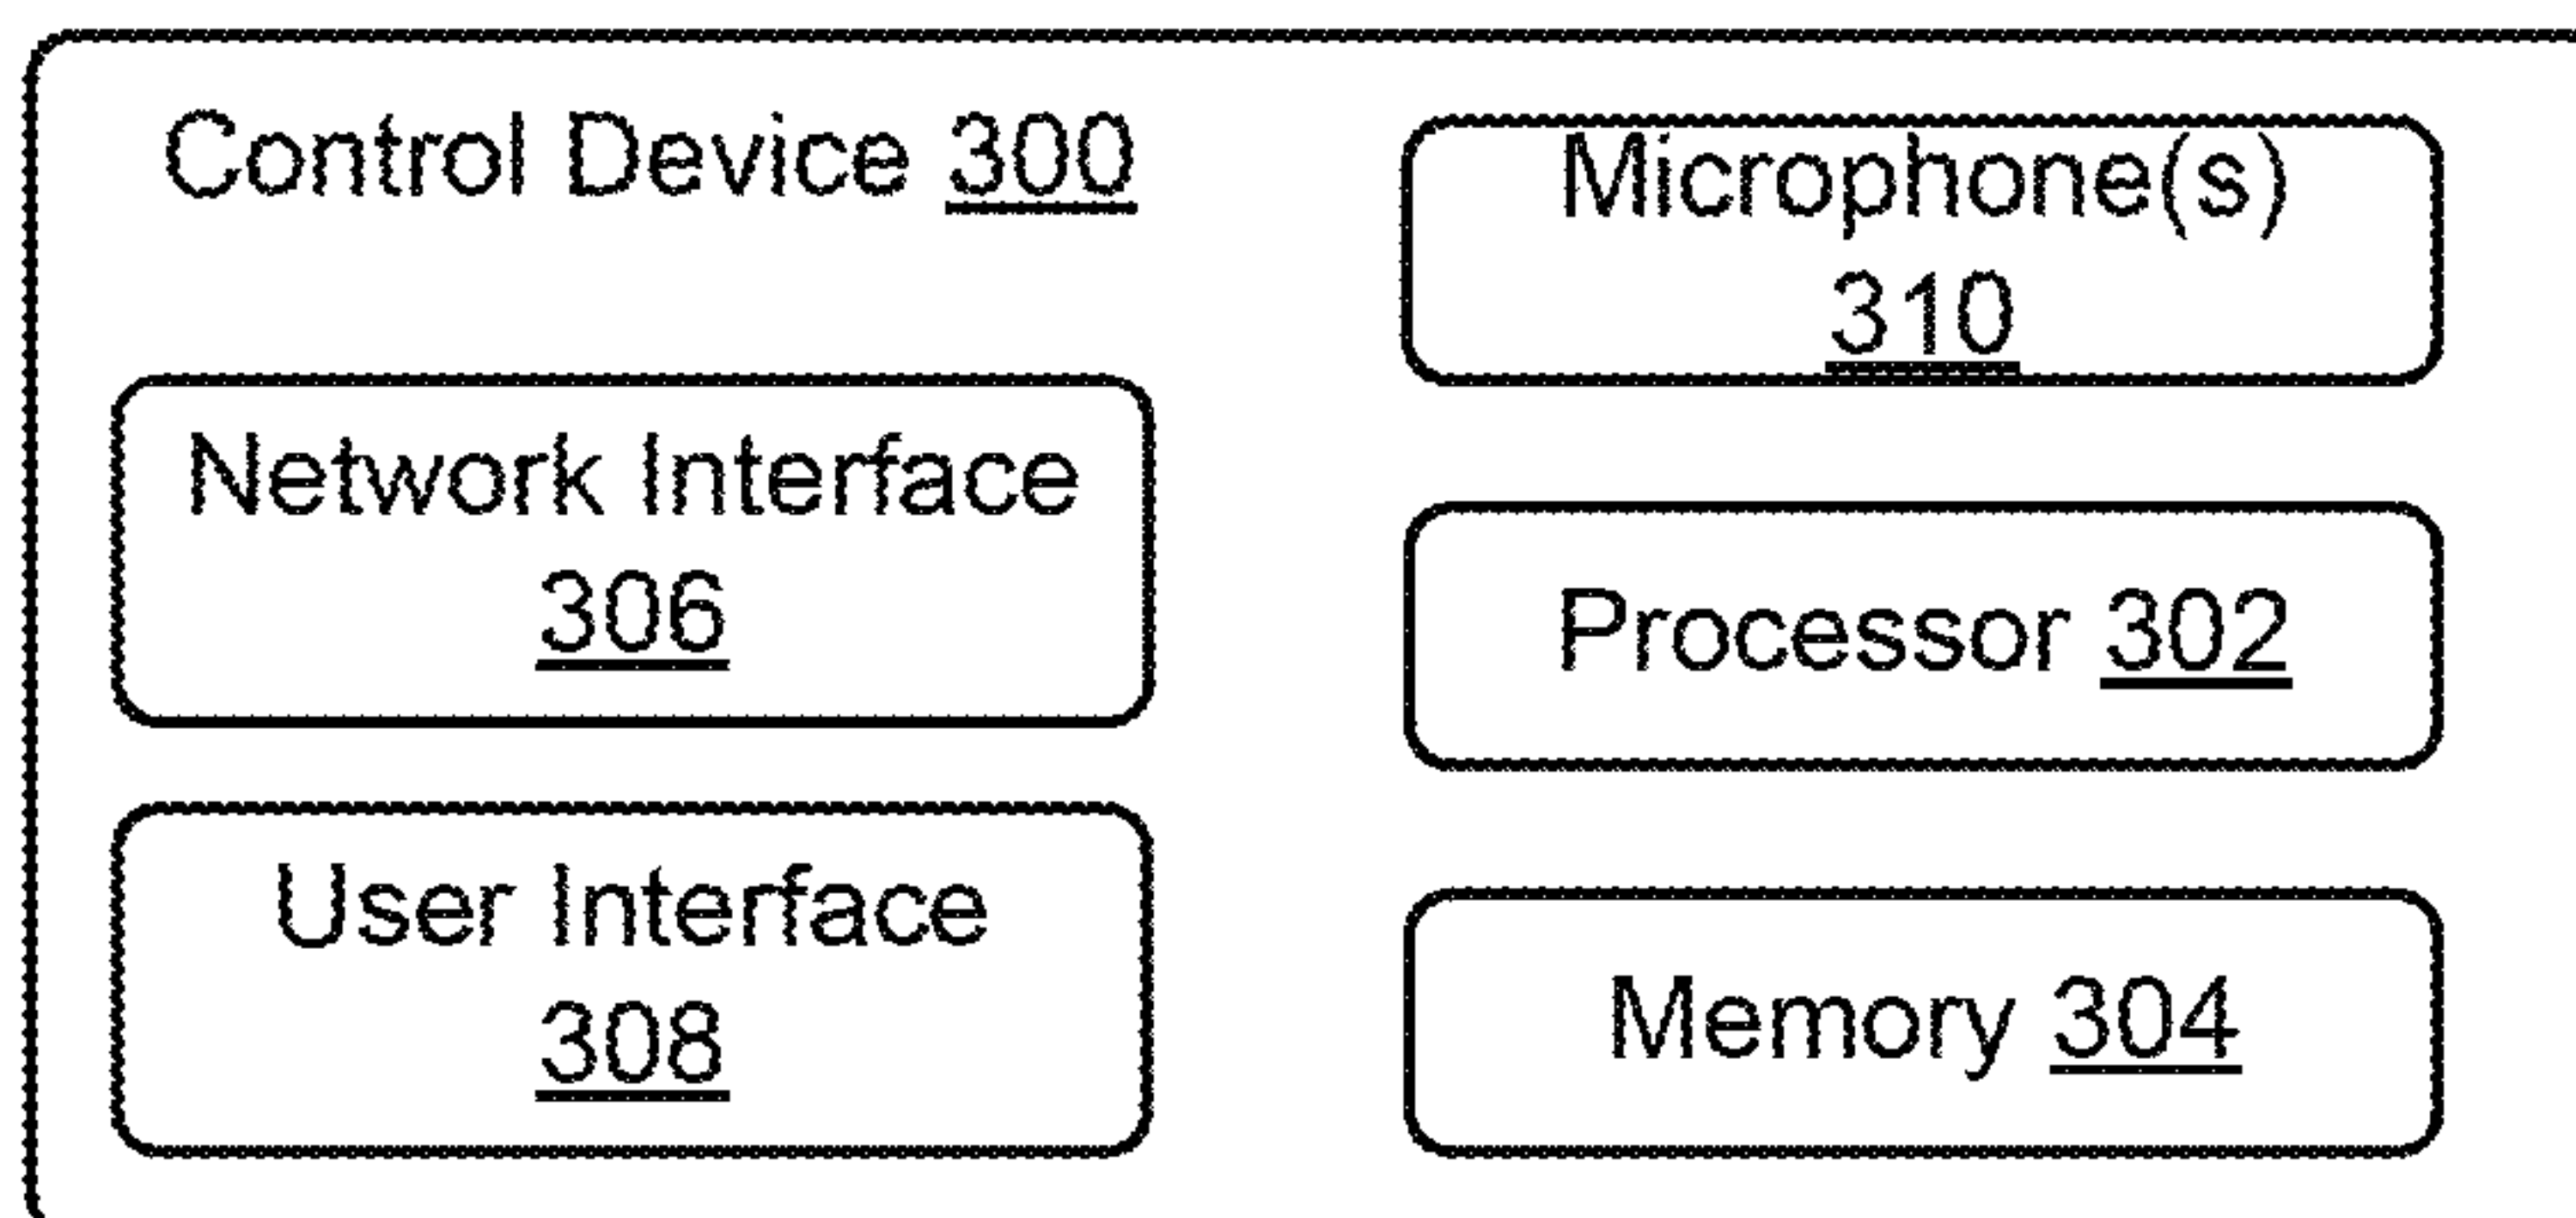 Control Device 300
Microphone(s)
310
Network Interface
306
Processor 302
User Interface
308
Memory 304